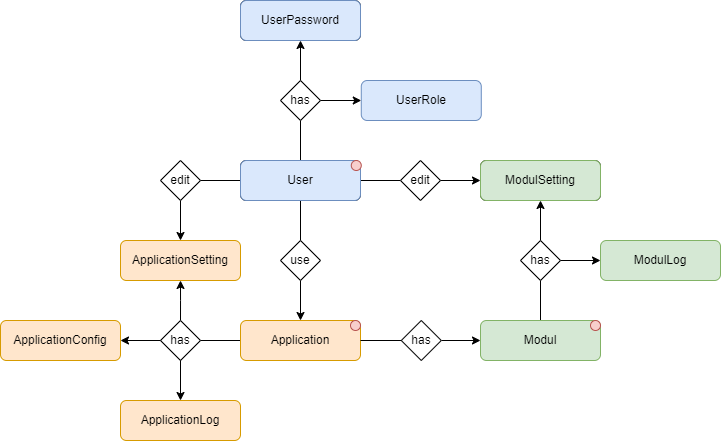 UserPassword
has
UserRole
edit
User
edit
ModulSetting
ApplicationSetting
use
has
ModulLog
ApplicationConfig
has
Application
has
Modul
ApplicationLog